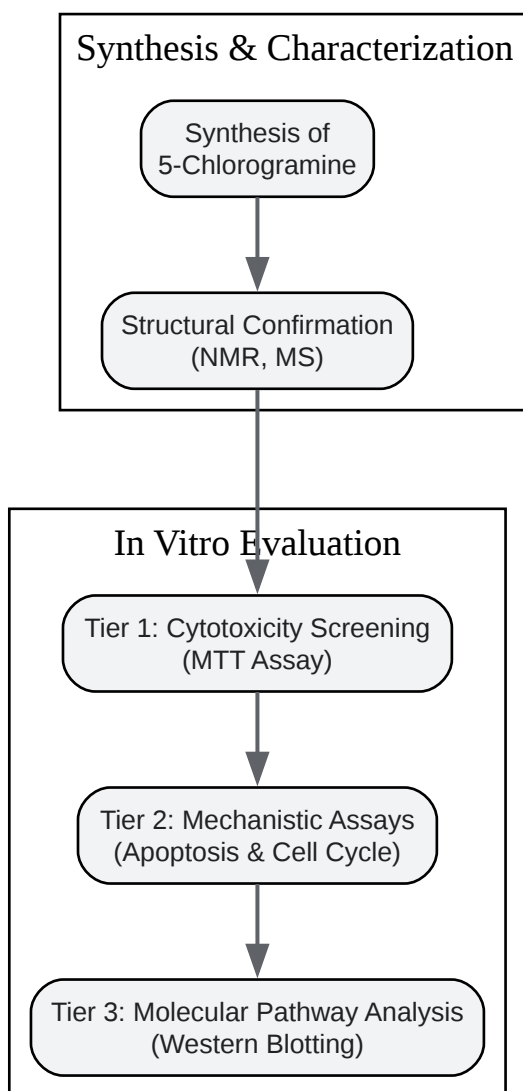 Synthesis & Characterization
Synthesis of
5-Chlorogramine
Structural Confirmation
(NMR, MS)
In Vitro Evaluation
Tier 1: Cytotoxicity Screening
(MTT Assay)
Tier 2: Mechanistic Assays
(Apoptosis & Cell Cycle)
Tier 3: Molecular Pathway Analysis
(Western Blotting)